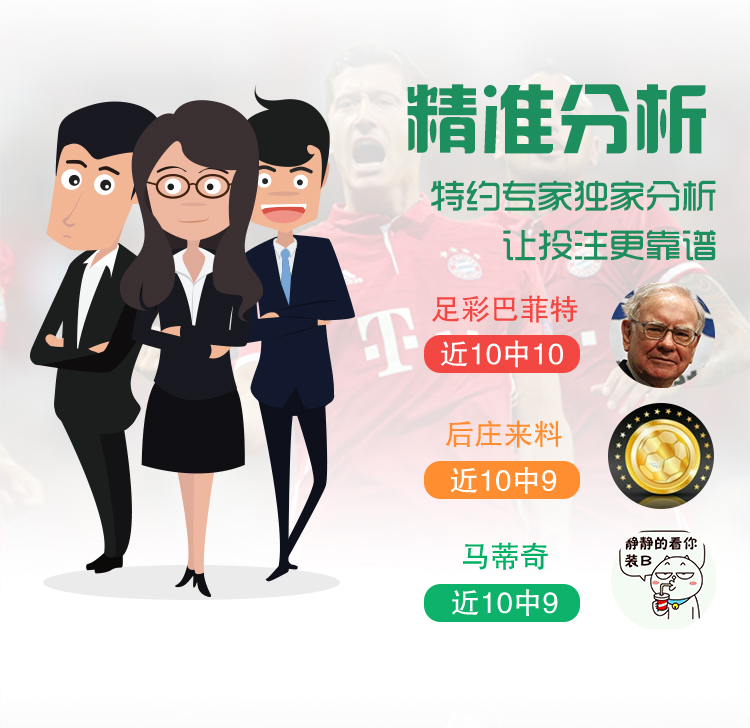 精准分析
特约专家独家分析
让投注更靠谱
足彩巴菲特
近10中10
后庄来料
近10中9
马蒂奇
近10中9
静静的看你
装B
T